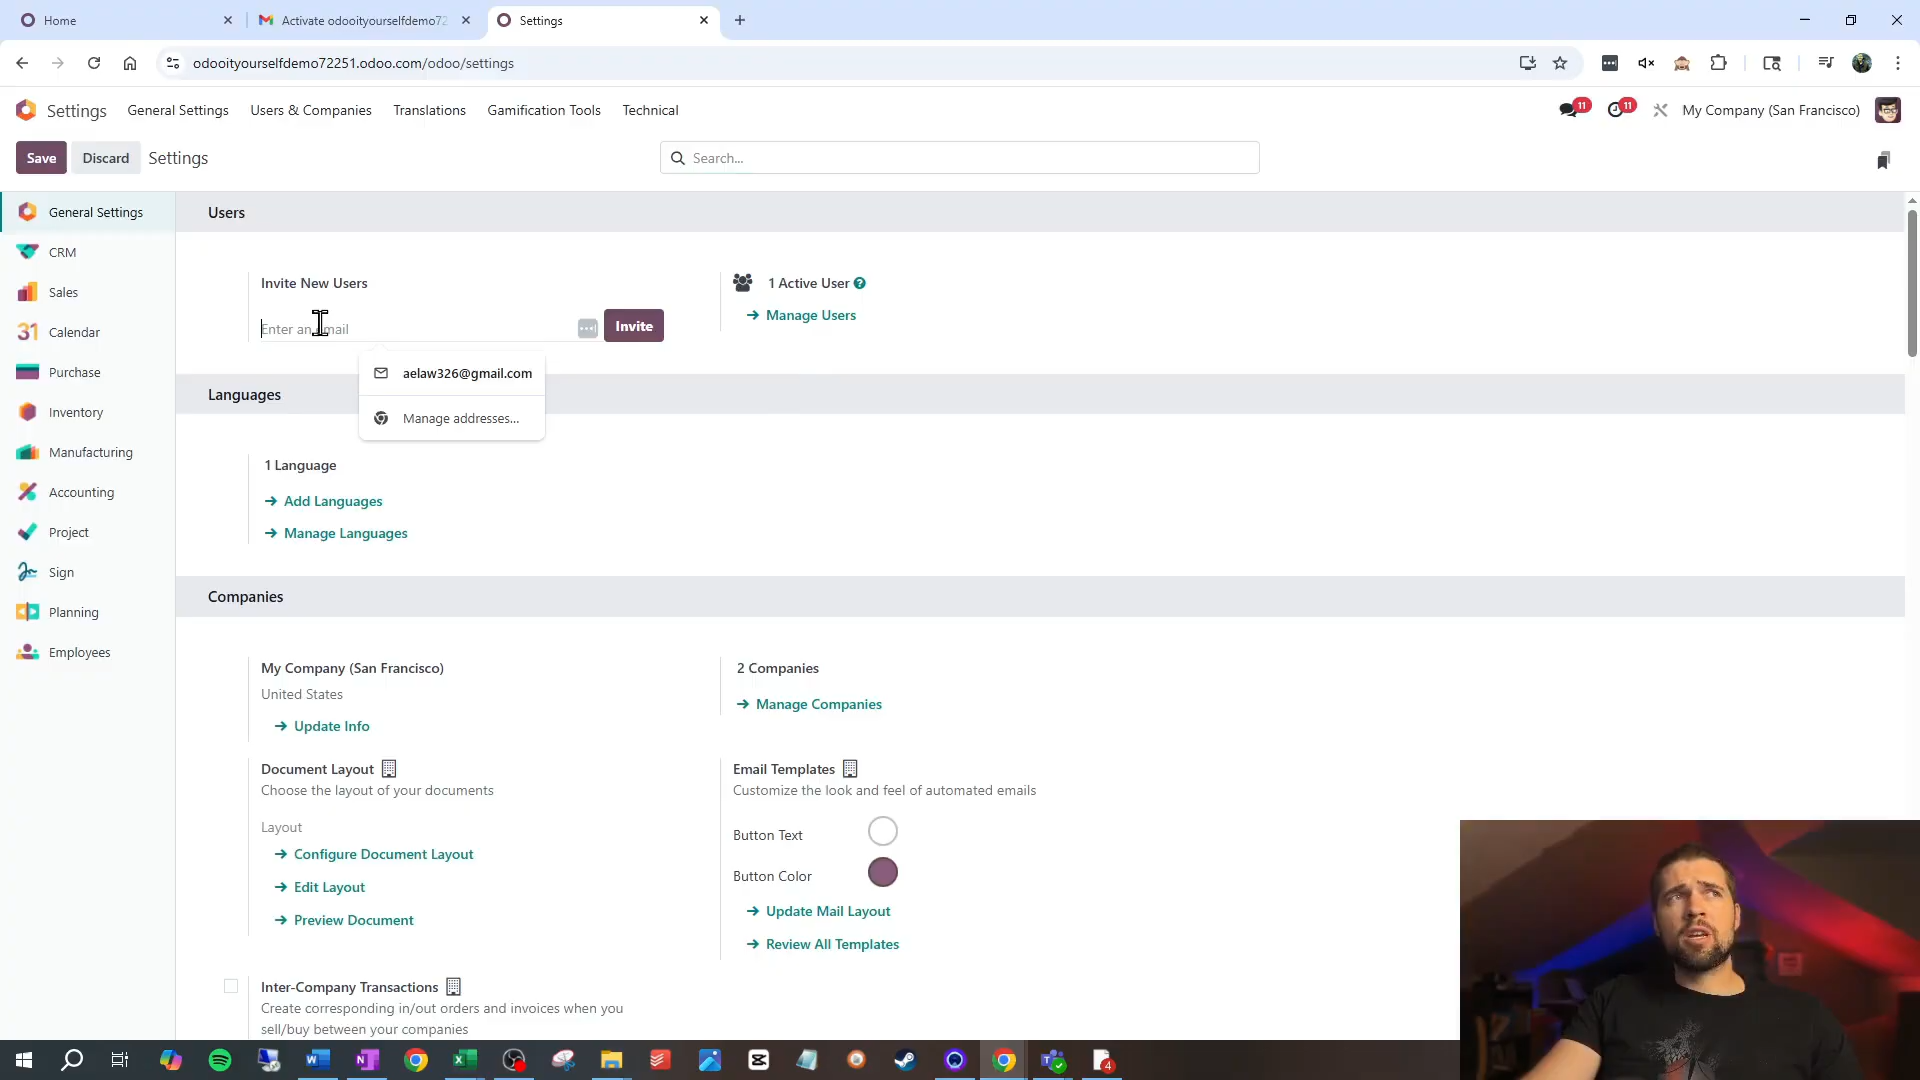 Home
Activate odooityourselfdemo72
Settings
odooityourselfdemo72251.odoo.com/odoo/settings
Settings
General Settings
Users & Companies
Translations
Gamification Tools
Technical
11
11
My Company (San Francisco)
Save
Discard
Settings
Search...
General Settings
CRM
Sales
31 Calendar
Purchase
Inventory
Manufacturing
Accounting
Project
Sign
Planning
Employees
Users
Invite New Users
Enter an email
Invite
1 Active User ?
Manage Users
aelaw326@gmail.com
Manage addresses...
Languages
1 Language
Add Languages
Manage Languages
Companies
My Company (San Francisco)
United States
Update Info
2 Companies
Manage Companies
Document Layout
Choose the layout of your documents
Layout
Configure Document Layout
Edit Layout
Preview Document
Email Templates
Customize the look and feel of automated emails
Button Text
Button Color
Update Mail Layout
Review All Templates
Inter-Company Transactions
Create corresponding in/out orders and invoices when you
sell/buy between your companies
4